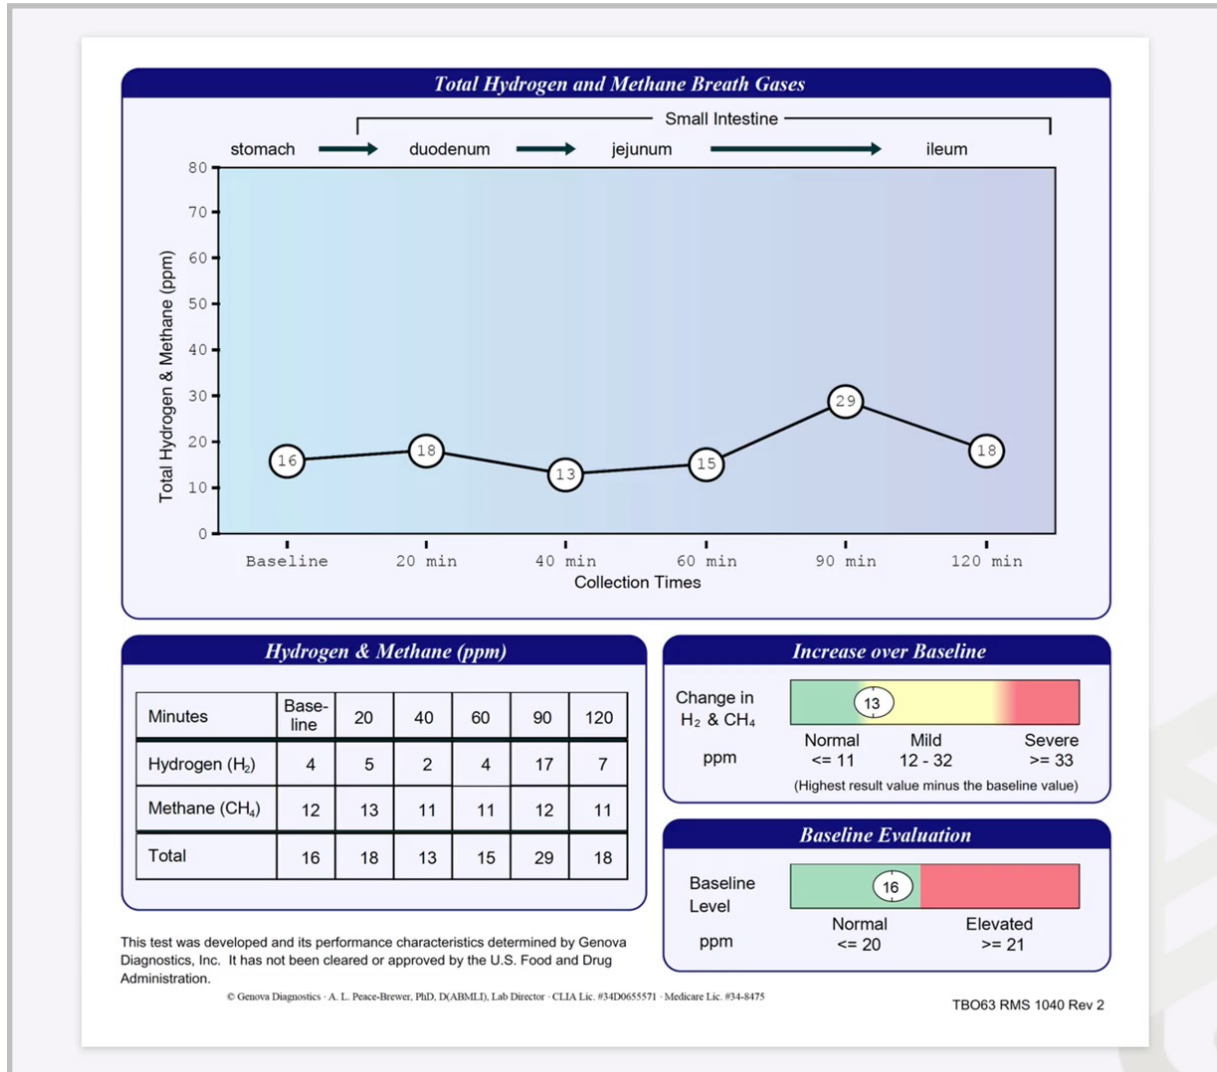 Total Hydrogen and Methane Breath Gases
Small Intestine
stomach duodenum jejunum ileum
80
70
60
50
40
30
20
10
0
Total Hydrogen & Methane (ppm)
16 18 13 15 29 18
Baseline 20 min 40 min 60 min 90 min 120 min
Collection Times
Hydrogen & Methane (ppm)
Minutes Base-line 20 40 60 90 120
Hydrogen (H₂) 4 5 2 4 17 7
Methane (CH₄) 12 13 11 11 12 11
Total 16 18 13 15 29 18
Increase over Baseline
Change in
H₂ & CH₄
ppm
13
Normal Mild Severe
<= 11 12 - 32 >= 33
(Highest result value minus the baseline value)
Baseline Evaluation
Baseline
Level
ppm
16
Normal Elevated
<= 20 >= 21
This test was developed and its performance characteristics determined by Genova
Diagnostics, Inc. It has not been cleared or approved by the U.S. Food and Drug
Administration.
© Genova Diagnostics · A. L. Peace-Brewer, PhD, D(ABMLI), Lab Director · CLIA Lic. #34D0655571 · Medicare Lic. #34-8475
TBO63 RMS 1040 Rev 2